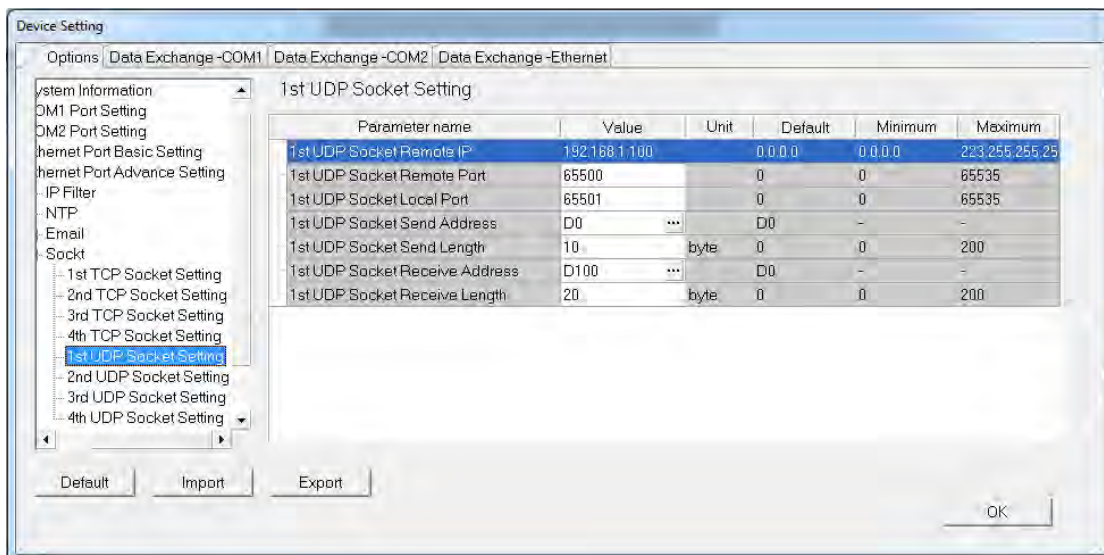 Device Setting
Options Data Exchange -COM1 Data Exchange -COM2 Data Exchange -Ethernet
ystem Information
OM1 Port Setting
OM2 Port Setting
hernet Port Basic Setting
hernet Port Advance Setting
IP Filter
NTP
Email
Sockt
1st TCP Socket Setting
2nd TCP Socket Setting
3rd TCP Socket Setting
4th TCP Socket Setting
1st UDP Socket Setting
2nd UDP Socket Setting
3rd UDP Socket Setting
4th UDP Socket Setting
1st UDP Socket Setting
Parameter name Value Unit Default Minimum Maximum
1st UDP Socket Remote IP 192.168.1.100 0.0.0.0 0.0.0.0 223.255.255.25
1st UDP Socket Remote Port 65500 0 0 65535
1st UDP Socket Local Port 65501 0 0 65535
1st UDP Socket Send Address D0 ... D0 - -
1st UDP Socket Send Length 10 byte 0 0 200
1st UDP Socket Receive Address D100 ... D0 - -
1st UDP Socket Receive Length 20 byte 0 0 200
Default Import Export
OK